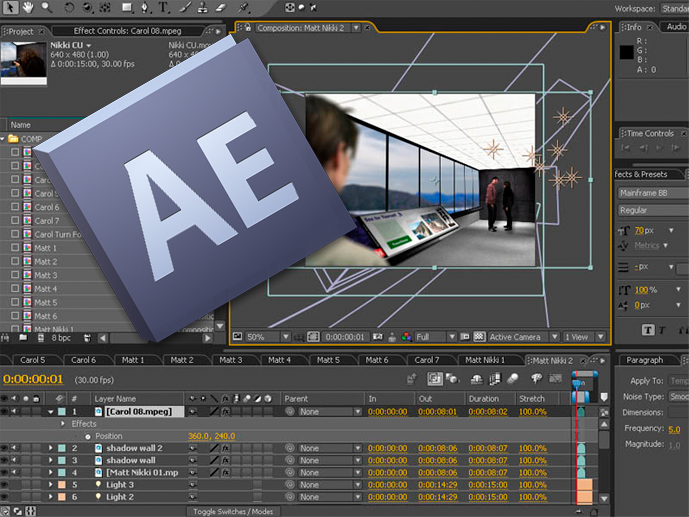 Workspace: Standa
Project
Effect Controls: Carol 08.mpeg
Composition: Matt Nikki 2
Info
Audio
Nikki CU
640 x 480 (1.00)
Δ 0:00:15:00, 30.00 fps
Nikki CU.mov
640 x
Δ 0:00
R :
G :
B :
A : 0
Name
COMP
Carol 5
Carol 6
Carol 7
Carol Turn Fo
Matt 1
Matt 2
Matt 3
Matt 4
Matt 5
Matt 6
Matt Nikki 1
Compositio
8 bpc
AE
50%
0:00:00:01
Full
Active Camera
1 View
Time Controls
ffects & Presets
Mainframe BB
Regular
70 px
Metrics
- px
100 %
0 px
T T
Carol 5
Carol 6
Matt 1
Matt 2
Matt 3
Matt 4
Matt 5
Matt 6
Carol 7
Matt Nikki 1
Matt Nikki 2
Paragraph
0:00:00:01
(30.00 fps)
# Layer Name
Parent
In
Out
Duration
Stretch
1 [Carol 08.mpeg] None 0:00:00:00 0:00:08:01 0:00:08:02 100.0%
Effects
Position 360.0, 240.0
2 shadow wall 2 None 0:00:00:00 0:00:08:06 0:00:08:07 100.0%
3 shadow wall None 0:00:00:00 0:00:08:06 0:00:08:07 100.0%
4 [Matt Nikki 01.mp None 0:00:00:00 0:00:08:06 0:00:08:07 100.0%
5 Light 3 None 0:00:00:00 0:00:14:29 0:00:15:00 100.0%
6 Light 2 None 0:00:00:00 0:00:14:29 0:00:15:00 100.0%
Toggle Switches / Modes
Apply To: Temp
Noise Type: Smoo
Dimensions:
Frequency: 5.0
Magnitude: 1.0